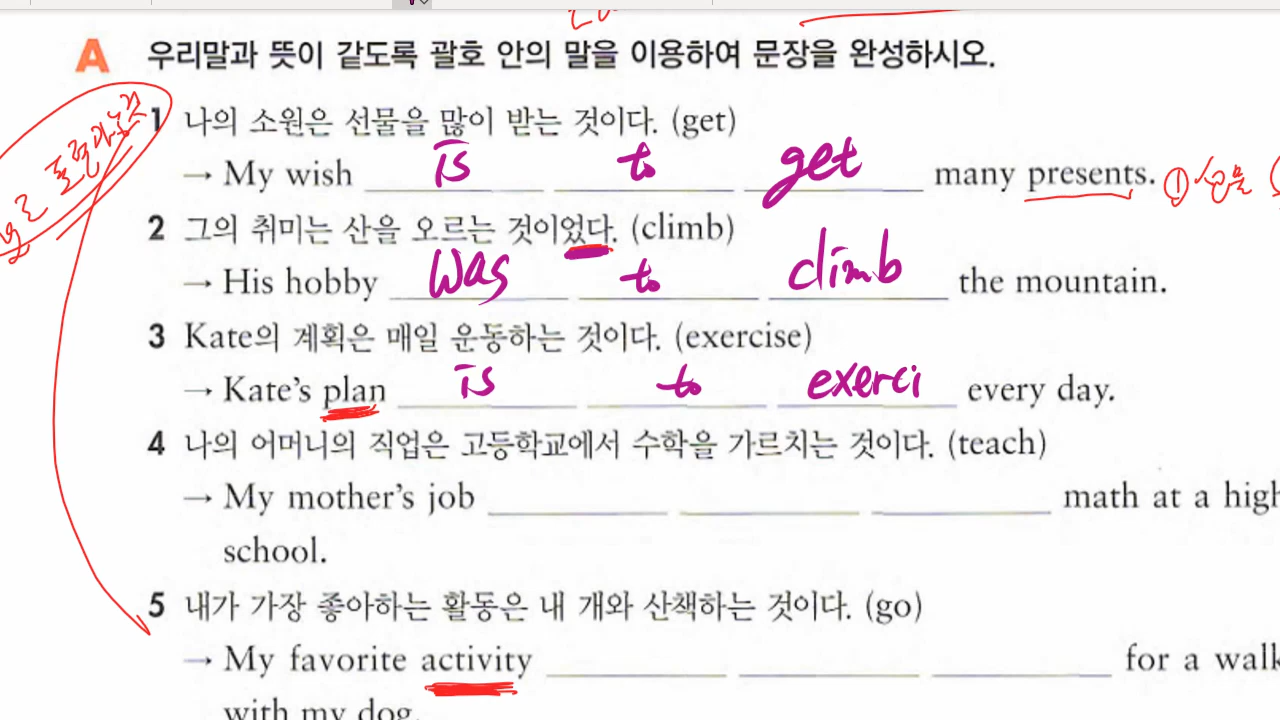 A 우리말과 뜻이 같도록 괄호 안의 말을 이용하여 문장을 완성하시오.
1 나의 소원은 선물을 많이 받는 것이다. (get)
→ My wish is to get many presents. ① 선물
2 그의 취미는 산을 오르는 것이었다. (climb)
→ His hobby was to climb the mountain.
3 Kate의 계획은 매일 운동하는 것이다. (exercise)
→ Kate's plan is to exerci every day.
4 나의 어머니의 직업은 고등학교에서 수학을 가르치는 것이다. (teach)
→ My mother's job math at a high
school.
5 내가 가장 좋아하는 활동은 내 개와 산책하는 것이다. (go)
→ My favorite activity for a walk
with my dog.